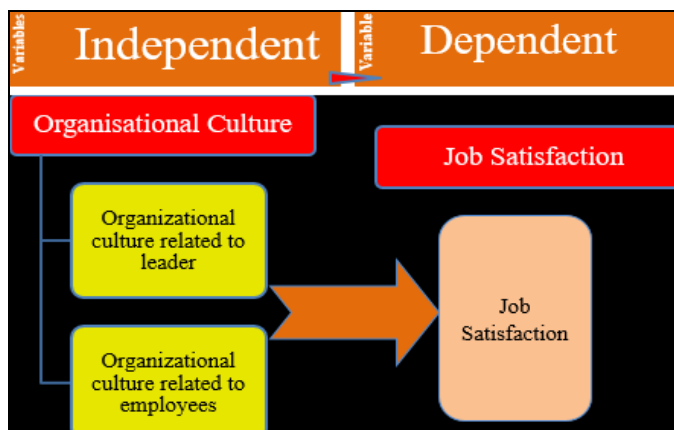 Variables
Independent
Variable
Dependent
Organisational Culture
Job Satisfaction
Organizational
culture related to
leader
Organizational
culture related to
employees
Job
Satisfaction